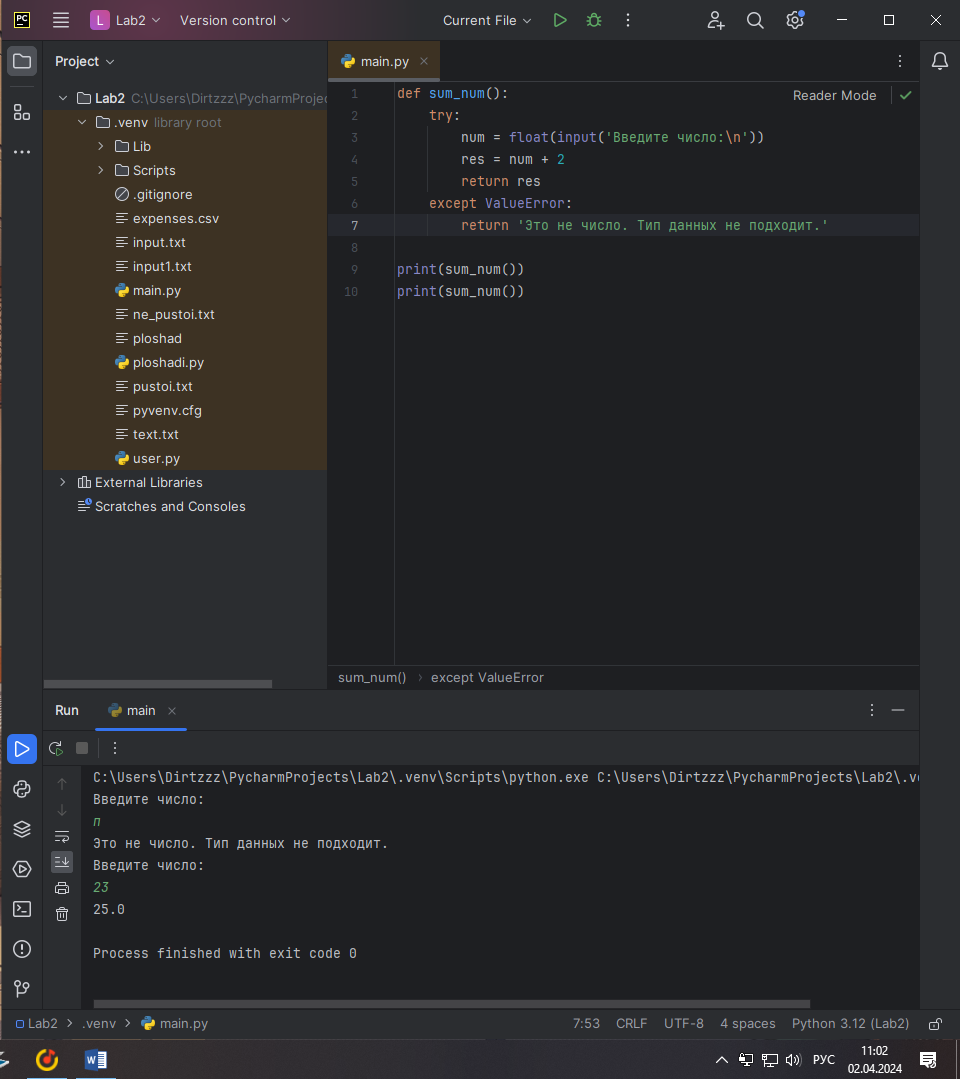 PC
L Lab2 Version control Current File
Project
main.py
Lab2 C:\Users\Dirtzzz\PycharmProjec
.venv library root
Lib
Scripts
.gitignore
expenses.csv
input.txt
input1.txt
main.py
ne_pustoi.txt
ploshad
ploshadi.py
pustoi.txt
pyvenv.cfg
text.txt
user.py
External Libraries
Scratches and Consoles
Reader Mode
1 def sum_num():
2 try:
3 num = float(input('Введите число:\n'))
4 res = num + 2
5 return res
6 except ValueError:
7 return 'Это не число. Тип данных не подходит.'
8
9 print(sum_num())
10 print(sum_num())
sum_num() › except ValueError
Run main
C:\Users\Dirtzzz\PycharmProjects\Lab2\.venv\Scripts\python.exe C:\Users\Dirtzzz\PycharmProjects\Lab2\.ve
Введите число:
п
Это не число. Тип данных не подходит.
Введите число:
23
25.0
Process finished with exit code 0
Lab2 > .venv > main.py 7:53 CRLF UTF-8 4 spaces Python 3.12 (Lab2)
W РУС 11:02
02.04.2024